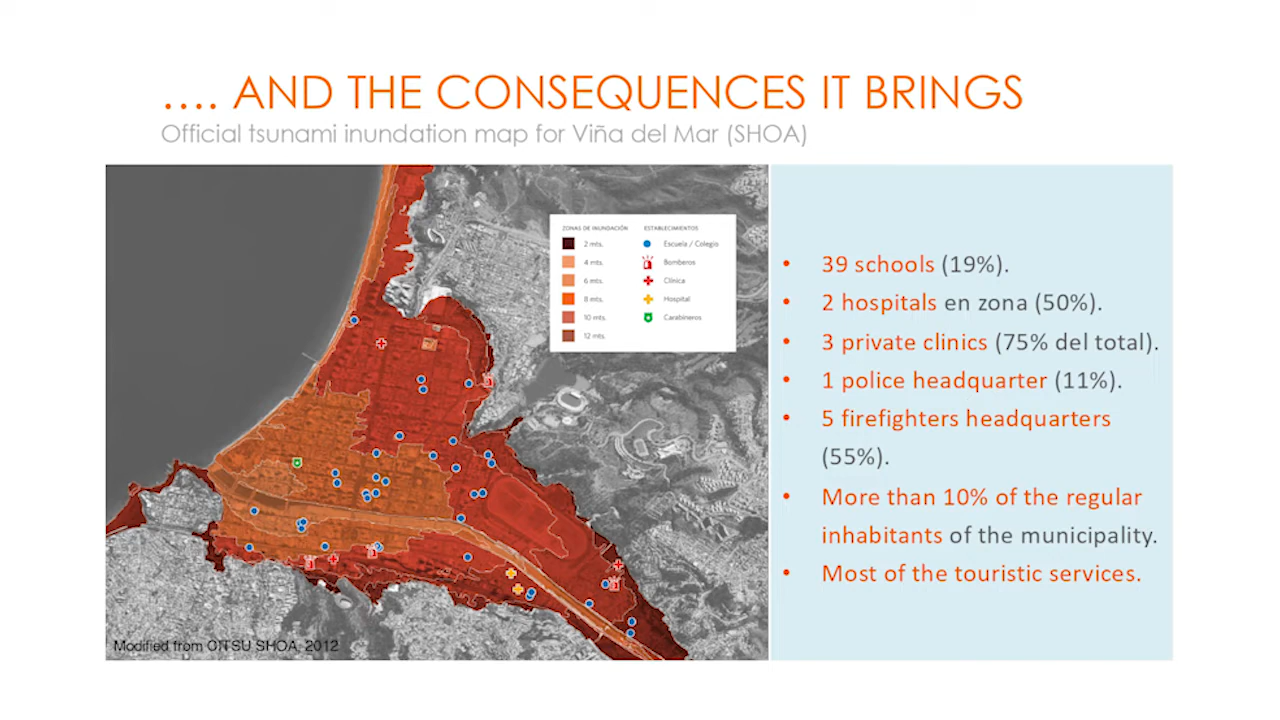 .... AND THE CONSEQUENCES IT BRINGS
Official tsunami inundation map for Viña del Mar (SHOA)
ZONAS DE INUNDACIÓN
2 mts.
4 mts.
6 mts.
8 mts.
10 mts.
12 mts.
ESTABLECIMIENTOS
Escuela / Colegio
Bomberos
Clínica
Hospital
Carabineros
Modified from CITSU SHOA, 2012
• 39 schools (19%).
• 2 hospitals en zona (50%).
• 3 private clinics (75% del total).
• 1 police headquarter (11%).
• 5 firefighters headquarters
(55%).
• More than 10% of the regular
inhabitants of the municipality.
• Most of the touristic services.